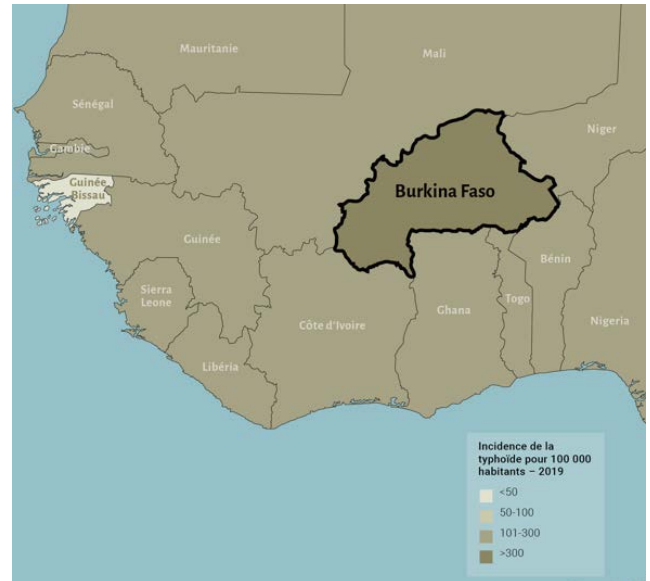 Mauritanie
Mali
Sénégal
Niger
Gambie
Guinée
Bissau
Burkina Faso
Guinée
Bénin
Sierra
Leone
Côte d'Ivoire
Ghana
Togo
Nigeria
Libéria
Incidence de la
typhoïde pour 100 000
habitants – 2019
<50
50-100
101-300
>300